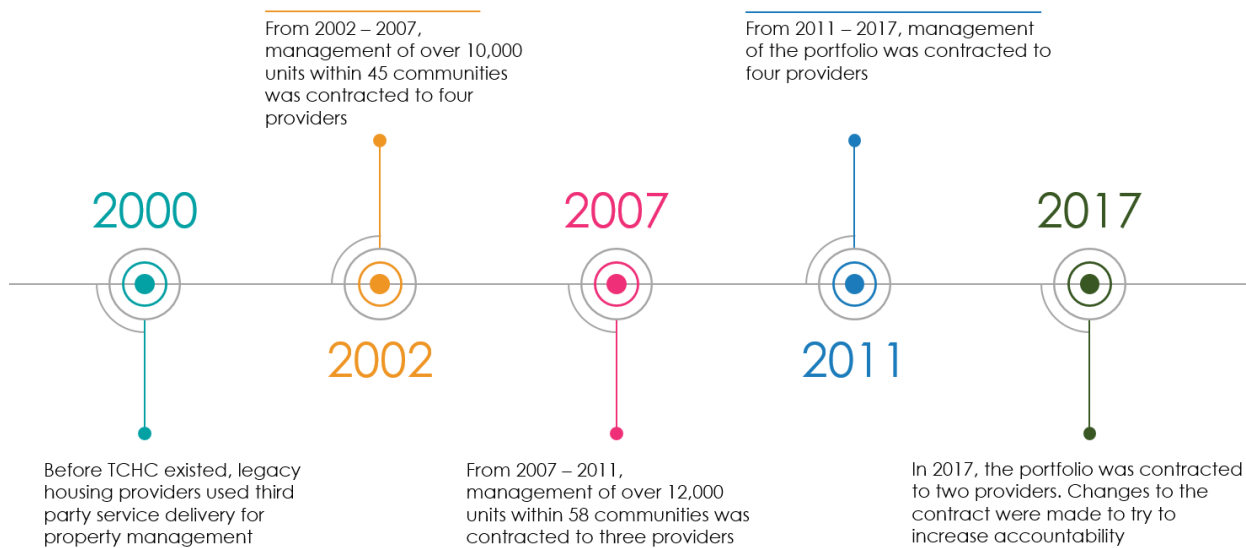 From 2002 – 2007,
management of over 10,000
units within 45 communities
was contracted to four
providers
From 2011 – 2017, management
of the portfolio was contracted to
four providers
2000
2002
2007
2011
2017
Before TCHC existed, legacy
housing providers used third
party service delivery for
property management
From 2007 – 2011,
management of over 12,000
units within 58 communities was
contracted to three providers
In 2017, the portfolio was contracted
to two providers. Changes to the
contract were made to try to
increase accountability